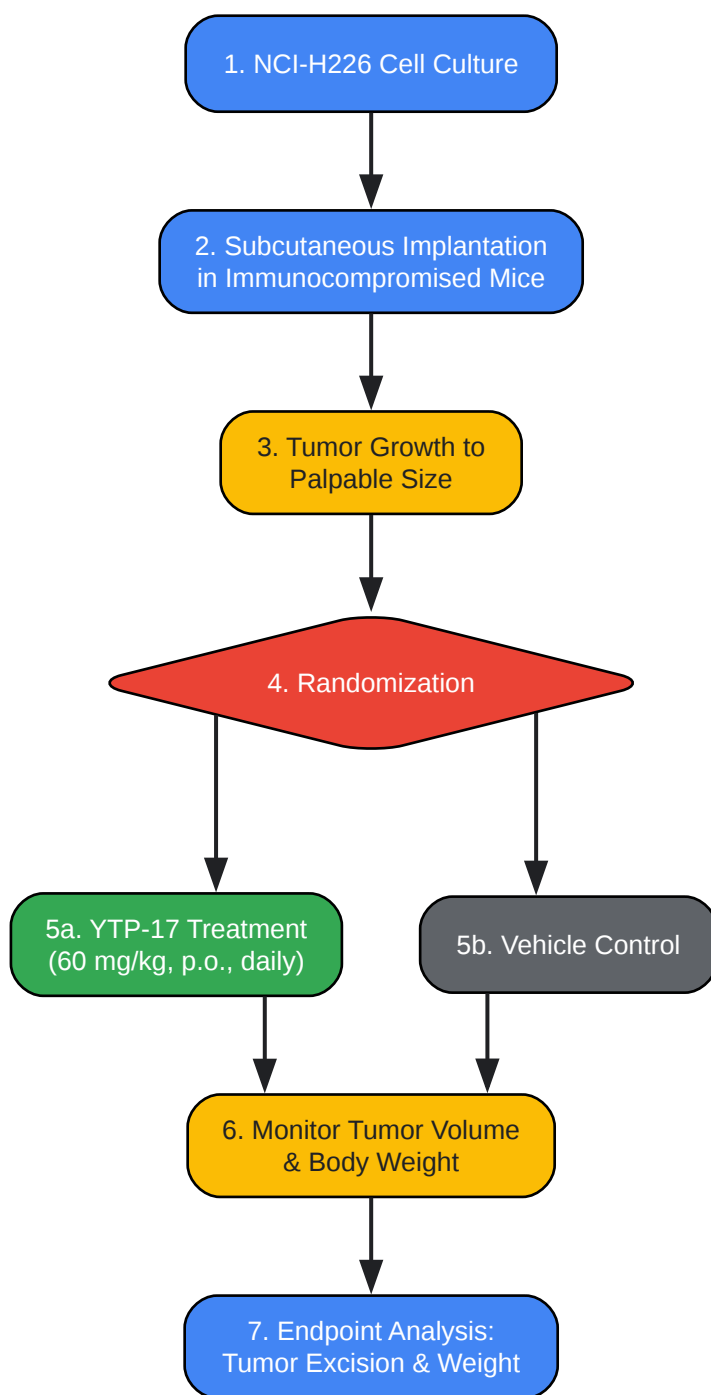 1. NCI-H226 Cell Culture
2. Subcutaneous Implantation
in Immunocompromised Mice
3. Tumor Growth to
Palpable Size
4. Randomization
5a. YTP-17 Treatment
(60 mg/kg, p.o., daily)
5b. Vehicle Control
6. Monitor Tumor Volume
& Body Weight
7. Endpoint Analysis:
Tumor Excision & Weight